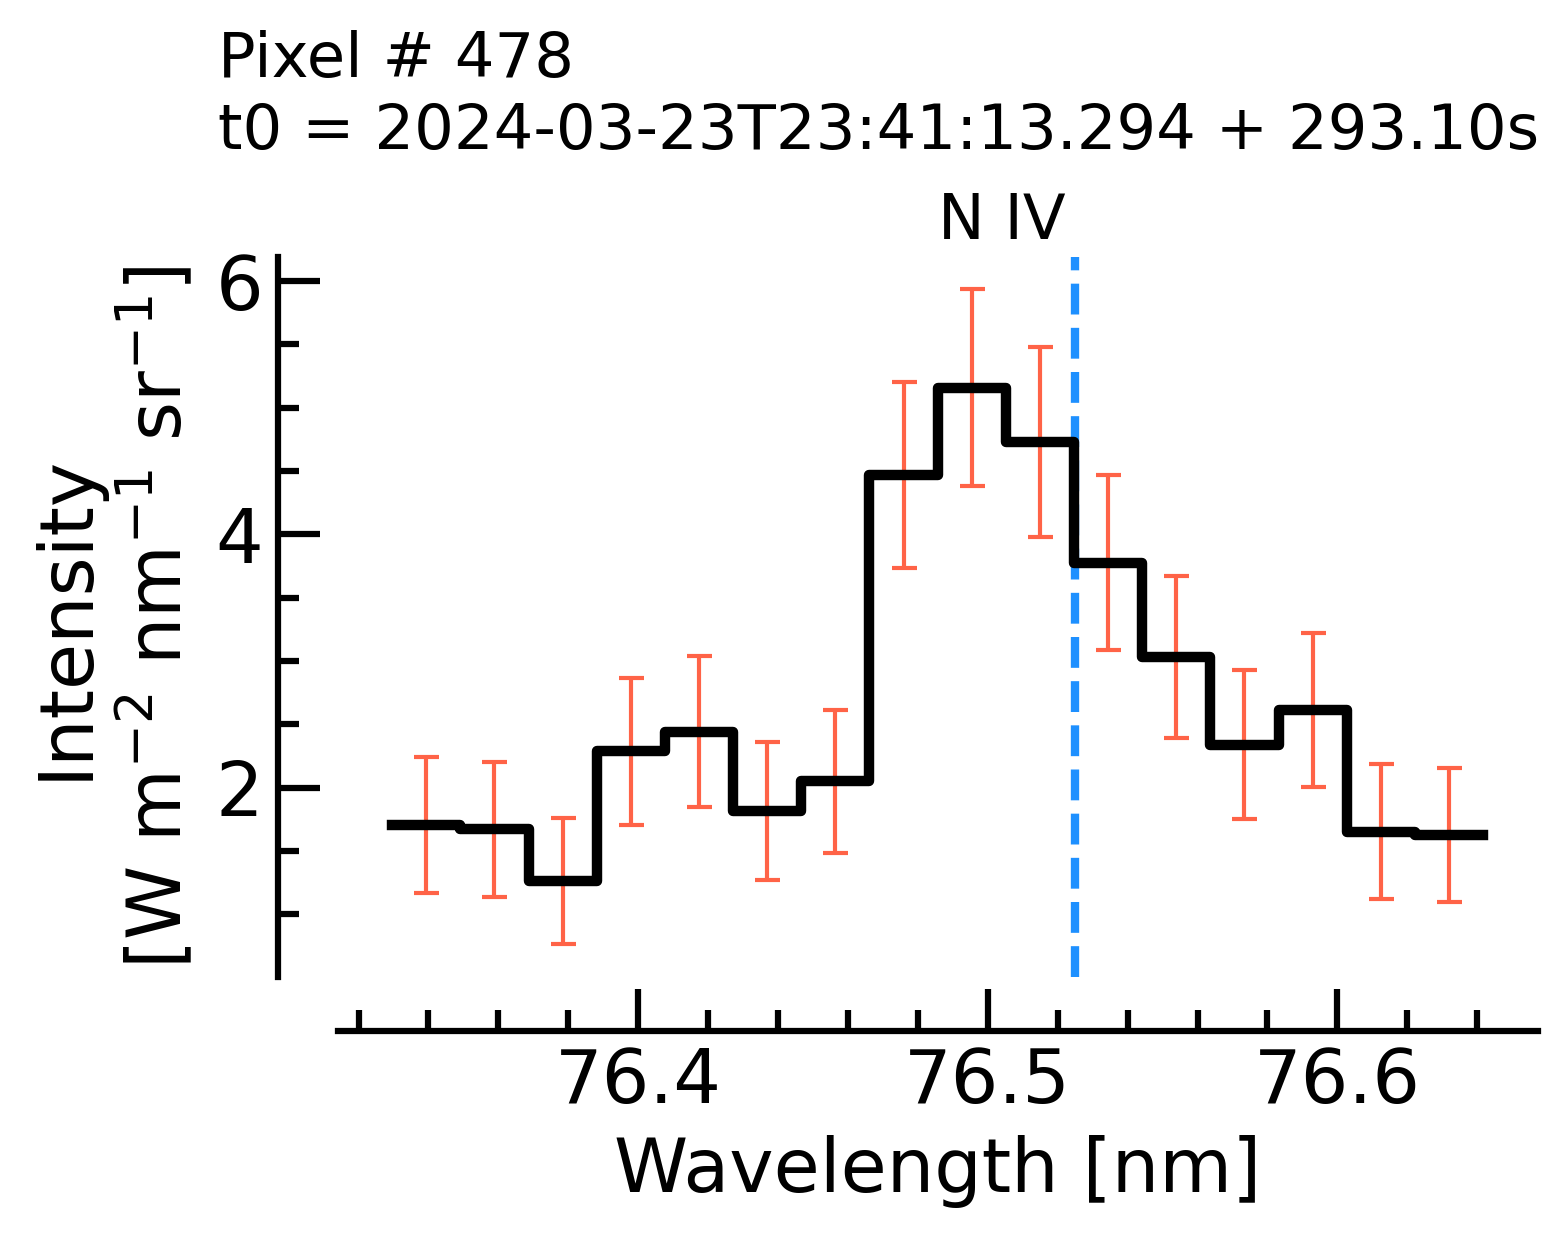 Pixel # 478
t0 = 2024-03-23T23:41:13.294 + 293.10s
N IV
6
4
2
Intensity
[W m⁻² nm⁻¹ sr⁻¹]
76.4 76.5 76.6
Wavelength [nm]